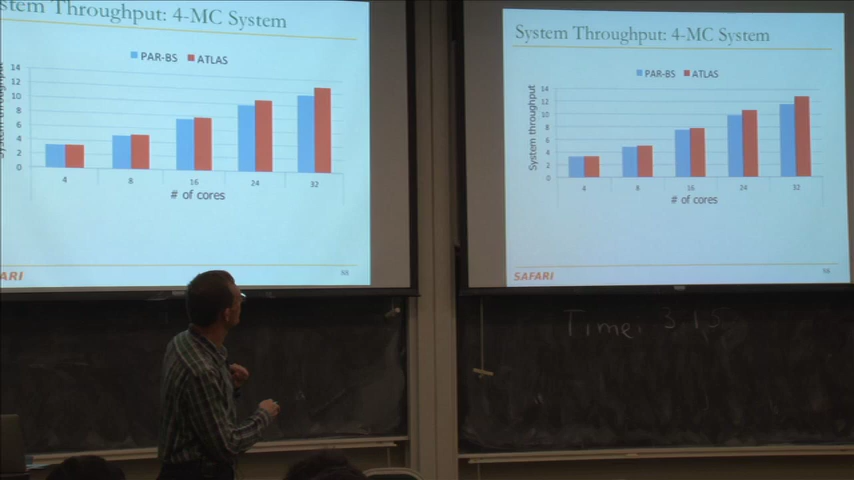 stem Throughput: 4-MC System
PAR-BS ATLAS
14
12
10
8
6
4
2
0
4 8 16 24 32
# of cores
ARI
System Throughput: 4-MC System
PAR-BS ATLAS
System throughput
14
12
10
8
6
4
2
0
4 8 16 24 32
# of cores
SAFARI
Time: 3 15